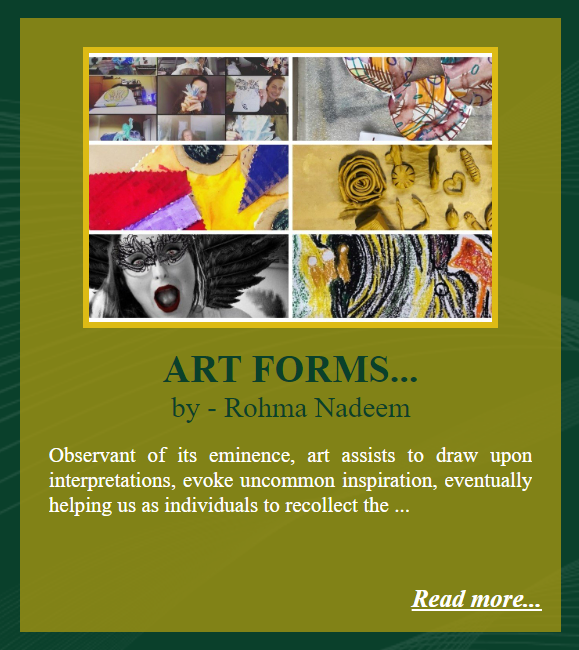 ART FORMS...
by - Rohma Nadeem
Observant of its eminence, art assists to draw upon
interpretations, evoke uncommon inspiration, eventually
helping us as individuals to recollect the ...
Read more...